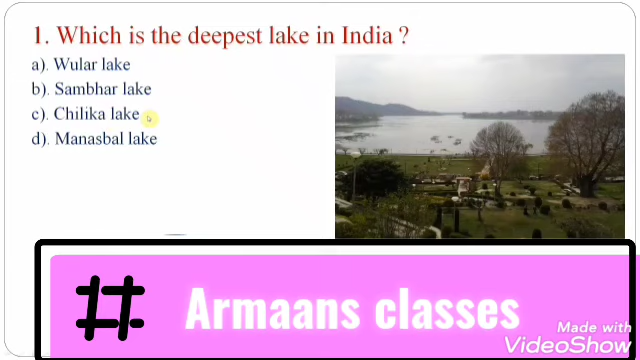 1. Which is the deepest lake in India ?
a). Wular lake
b). Sambhar lake
c). Chilika lake
d). Manasbal lake
# Armaans classes
Made with
VideoShow